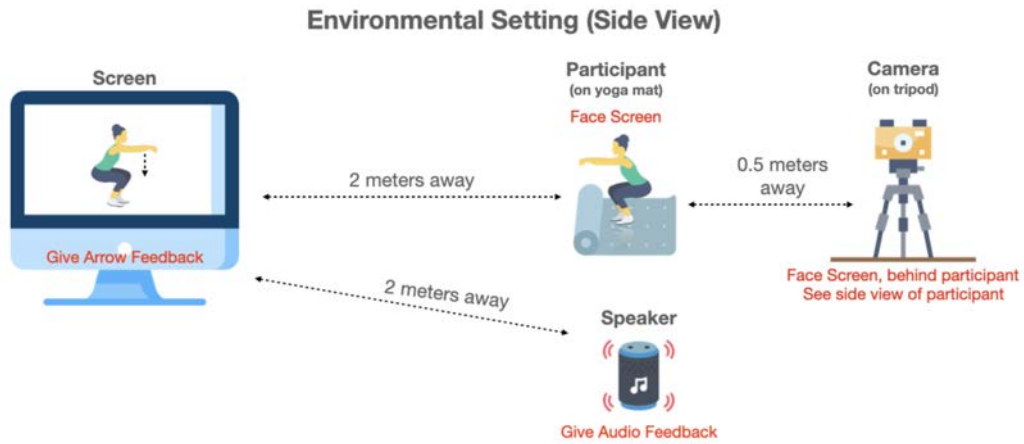 Environmental Setting (Side View)
Screen
Participant
(on yoga mat)
Face Screen
Camera
(on tripod)
2 meters away
0.5 meters
away
Give Arrow Feedback
Face Screen, behind participant
See side view of participant
2 meters away
Speaker
Give Audio Feedback